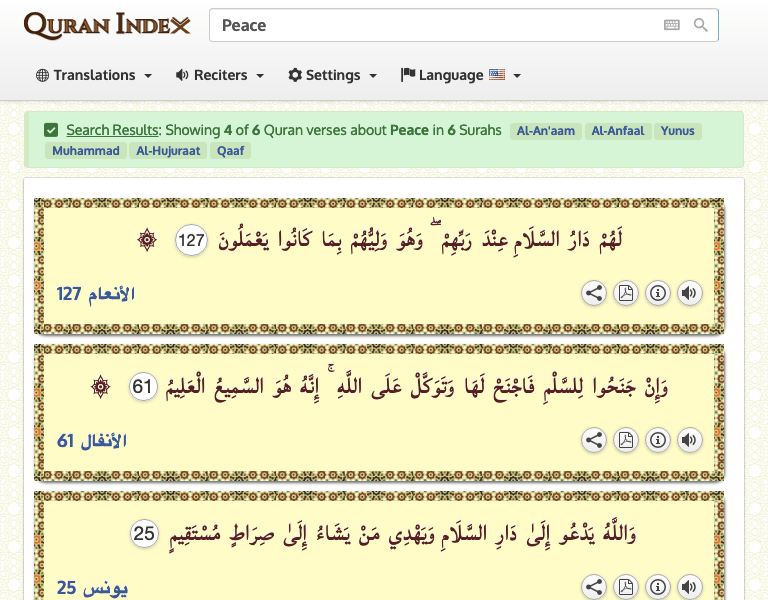 QURAN INDEX
Peace
Translations Reciters Settings Language
Search Results: Showing 4 of 6 Quran verses about Peace in 6 Surahs Al-An'aam Al-Anfaal Yunus
Muhammad Al-Hujuraat Qaaf
لَهُمْ دَارُ السَّلَامِ عِنْدَ رَبِّهِمْ ۖ وَهُوَ وَلِيُّهُمْ بِمَا كَانُوا يَعْمَلُونَ 127 ۞
الأنعام 127
وَإِنْ جَنَحُوا لِلسَّلْمِ فَاجْنَحْ لَهَا وَتَوَكَّلْ عَلَى اللَّهِ ۚ إِنَّهُ هُوَ السَّمِيعُ الْعَلِيمُ 61 ۞
الأنفال 61
وَاللَّهُ يَدْعُو إِلَىٰ دَارِ السَّلَامِ وَيَهْدِي مَنْ يَشَاءُ إِلَىٰ صِرَاطٍ مُسْتَقِيمٍ 25
يونس 25